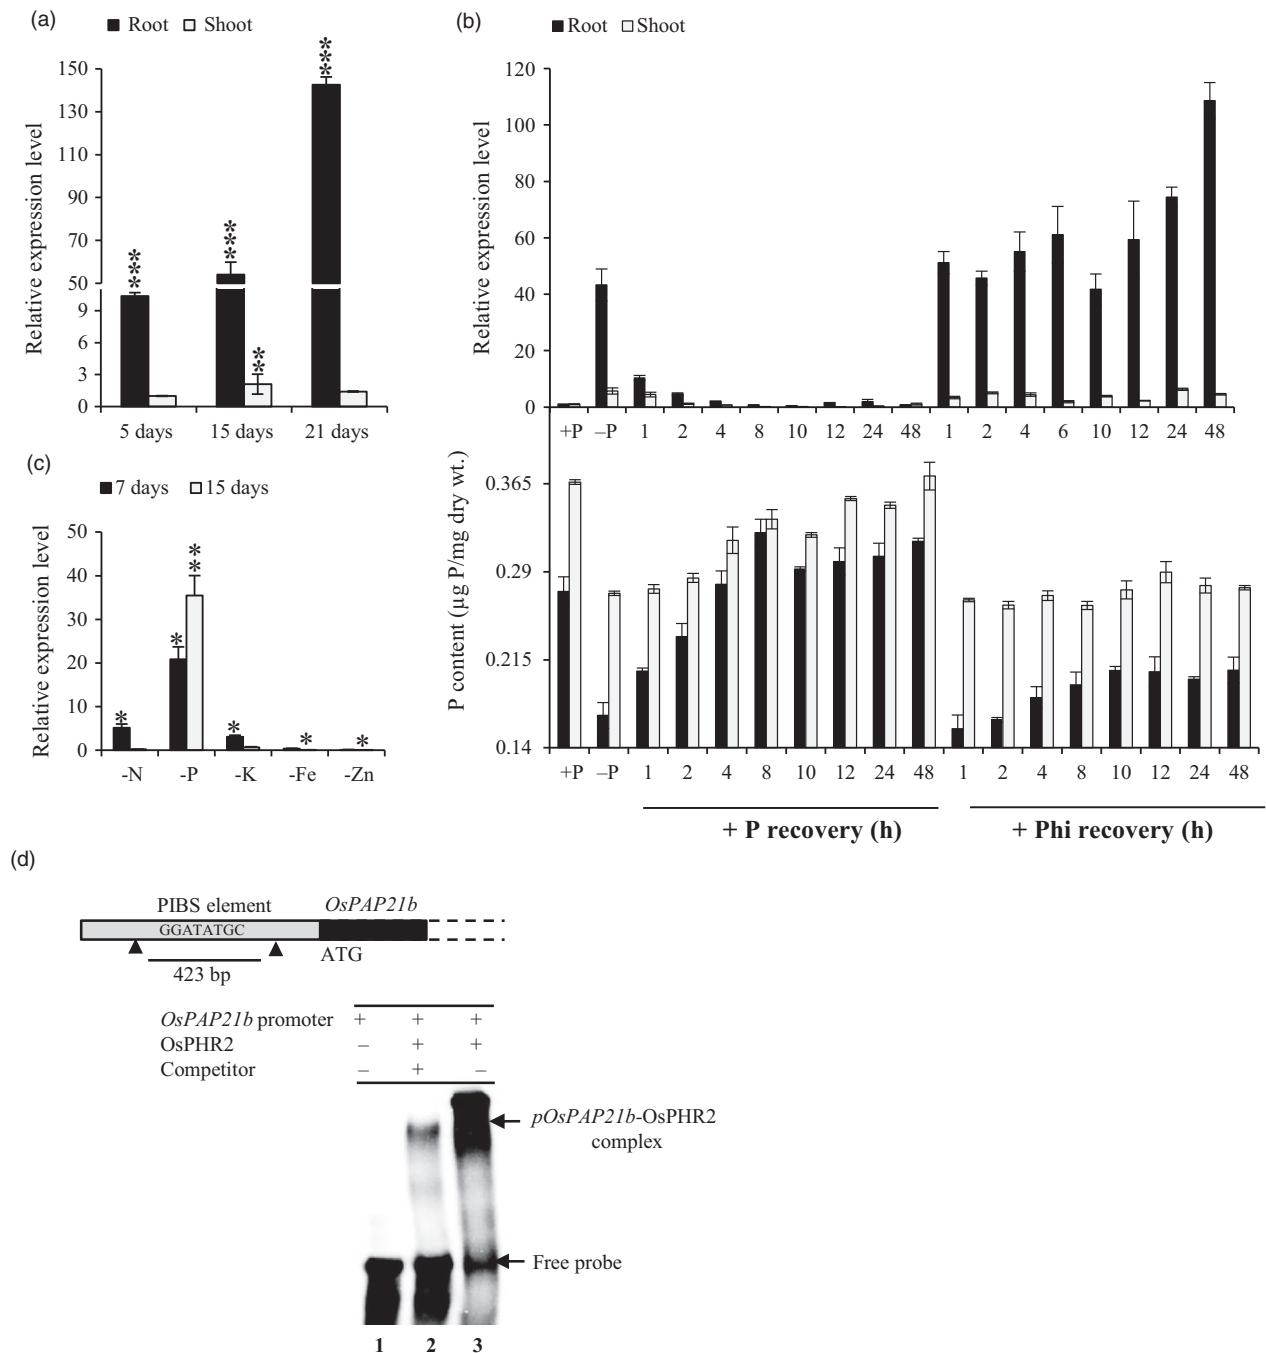 (a)
Root Shoot
Relative expression level
150
130
110
90
70
50
9
6
3
0
*** *** ** ***
5 days 15 days 21 days
(b)
Root Shoot
Relative expression level
120
100
80
60
40
20
0
+P –P 1 2 4 8 10 12 24 48 1 2 4 6 10 12 24 48
P content (µg P/mg dry wt.)
0.365
0.29
0.215
0.14
+P –P 1 2 4 8 10 12 24 48 1 2 4 8 10 12 24 48
+ P recovery (h) + Phi recovery (h)
(c)
7 days 15 days
Relative expression level
50
40
30
20
10
0
* * ** * * *
-N -P -K -Fe -Zn
(d)
PIBS element OsPAP21b
GGATATGC
ATG
423 bp
OsPAP21b promoter + + +
OsPHR2 – + +
Competitor – + –
pOsPAP21b-OsPHR2
complex
Free probe
1 2 3